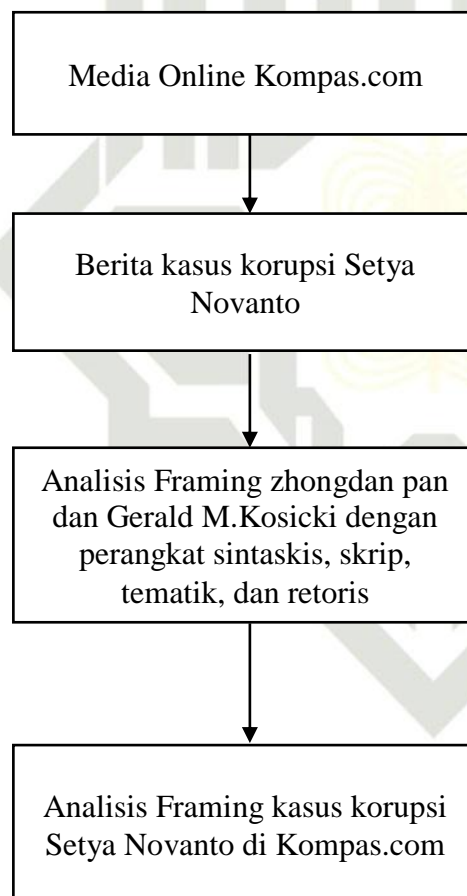 Media Online Kompas.com
Berita kasus korupsi Setya
Novanto
Analisis Framing zhongdan pan
dan Gerald M.Kosicki dengan
perangkat sintaskis, skrip,
tematik, dan retoris
Analisis Framing kasus korupsi
Setya Novanto di Kompas.com